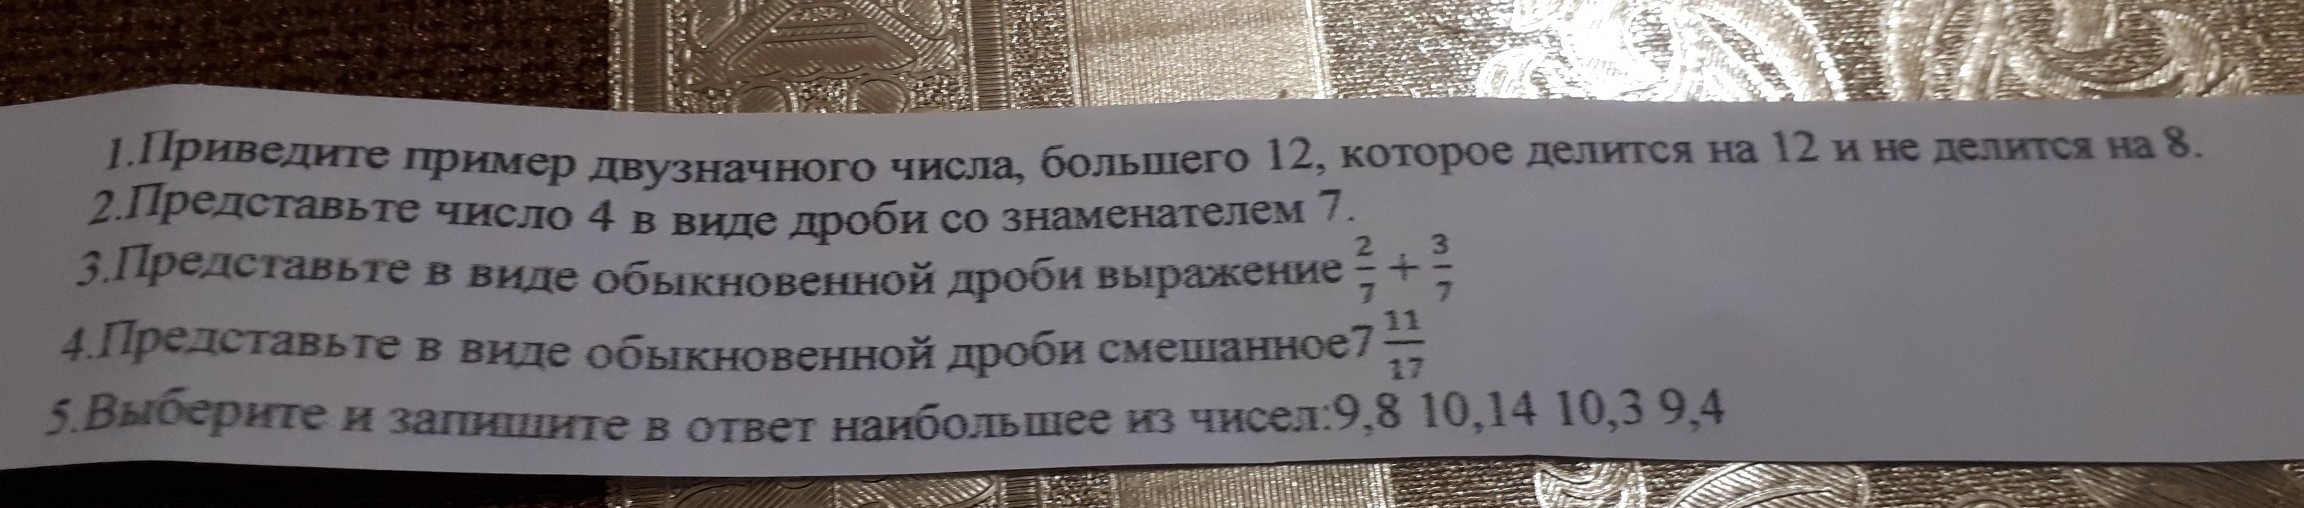 1.Приведите пример двузначного числа, большего 12, которое делится на 12 и не делится на 8.
2.Представьте число 4 в виде дроби со знаменателем 7.
3.Представьте в виде обыкновенной дроби выражение 2/7 + 3/7
4.Представьте в виде обыкновенной дроби смешанное7 11/17
5.Выберите и запишите в ответ наибольшее из чисел:9,8 10,14 10,3 9,4